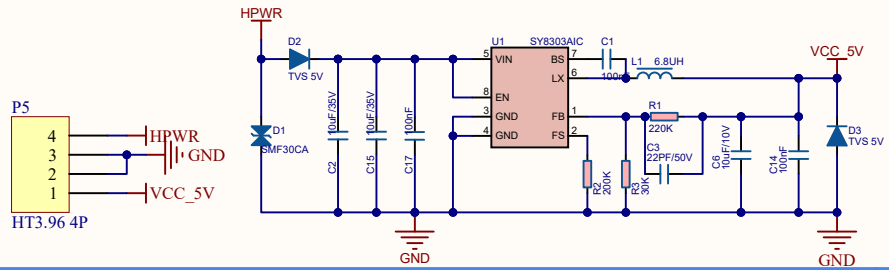 HPWR
D2
TVS 5V
10uF/35V
C2
10uF/35V
C15
100nF
C17
D1
SMF30CA
U1
SY8303AIC
5
VIN
8
EN
3
GND
4
GND
BS
7
LX
6
FB
1
FS
2
C1
100nF
L1
6.8UH
VCC_5V
R1
220K
C3
22PF/50V
R2
200K
R3
30K
C6
10uF/10V
C14
100nF
D3
TVS 5V
P5
4
HPWR
3
GND
2
1
VCC_5V
HT3.96 4P
GND
GND